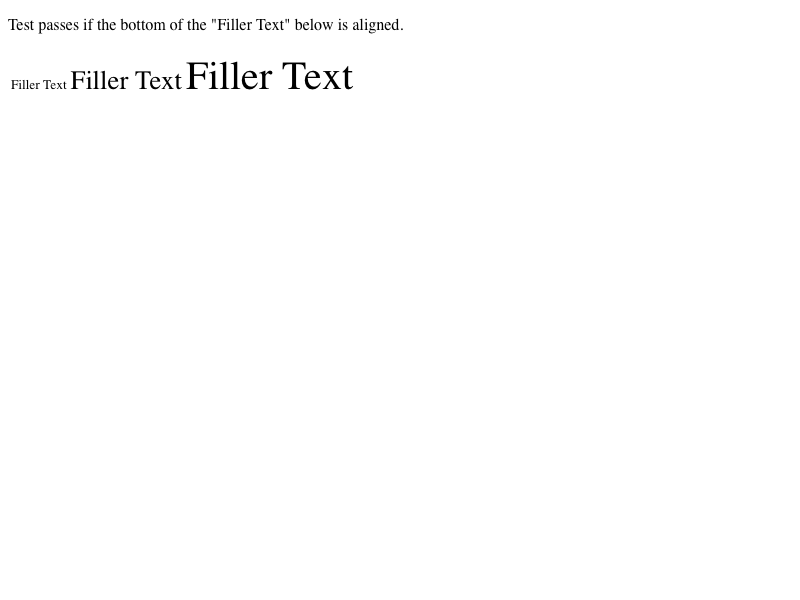 Test passes if the bottom of the "Filler Text" below is aligned.
Filler Text Filler Text Filler Text